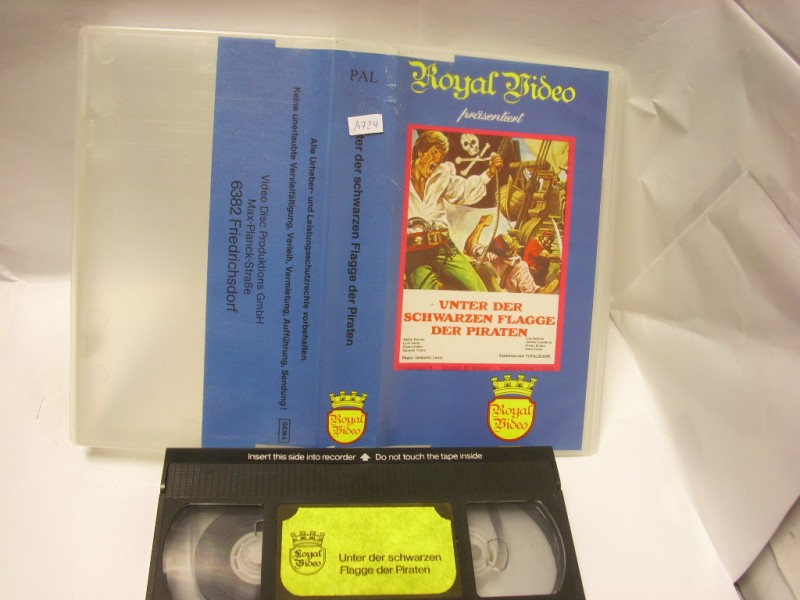 Keine unerlaubte Vervielfältigung, Verleih, Vermietung, Aufführung, Sendung!
Alle Urheber- und Leistungsschutzrechte vorbehalten.
Video Disc Produktions GmbH
Max-Planck-Straße
6382 Friedrichsdorf
GEMA
PAL
A724
ter der schwarzen Flagge der Piraten
Royal
Video
Royal Video
präsentiert
UNTER DER
SCHWARZEN FLAGGE
DER PIRATEN
Regie: Umberto Lenzi
TOTALSCOPE
Royal
Video
Insert this side into recorder Do not touch the tape inside
Royal
Video
Unter der schwarzen
Flagge der Piraten